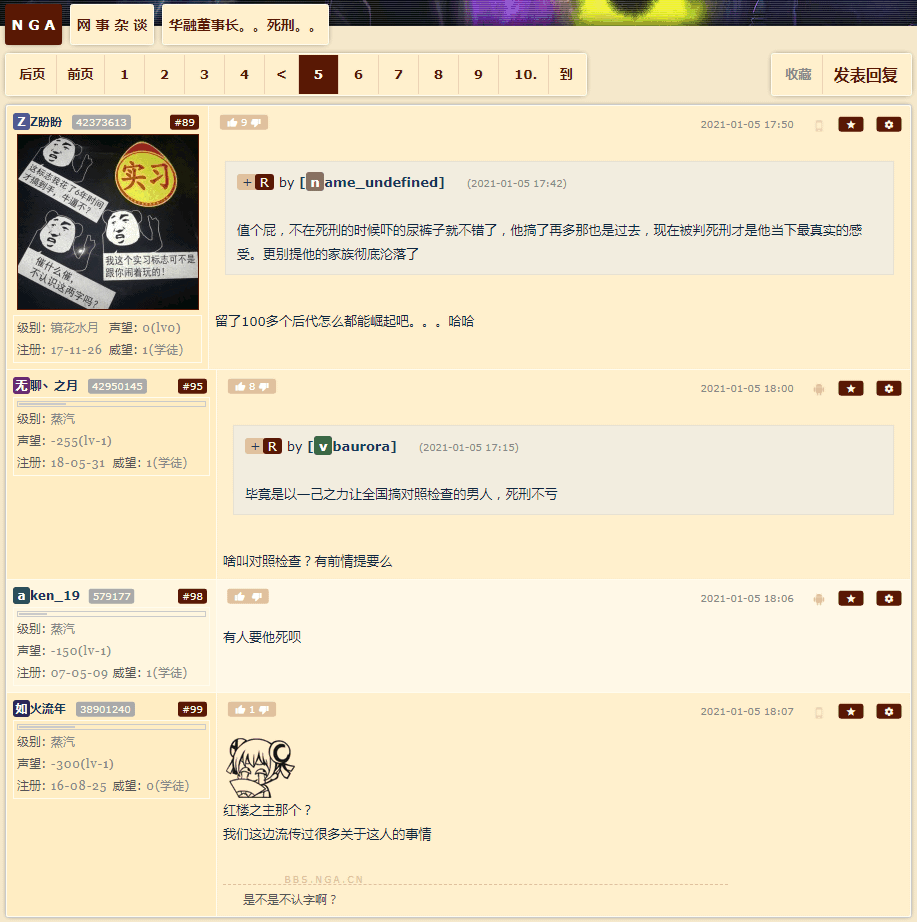 NGA 网事杂谈 华融董事长。。死刑。。
后页 前页 1 2 3 4 < 5 6 7 8 9 10. 到 收藏 发表回复
Z Z盼盼 42373613 #89
9 2021-01-05 17:50
实习
这标志我花了6年时间
才搞到手，牛逼不？
催什么催，
不认识这两字吗？
我这个实习标志可不是
跟你闹着玩的！
级别: 镜花水月 声望: 0(lv0)
注册: 17-11-26 威望: 1(学徒)
+ R by [name_undefined] (2021-01-05 17:42)
值个屁，不在死刑的时候吓的尿裤子就不错了，他搞了再多那也是过去，现在被判死刑才是他当下最真实的感
受。更别提他的家族彻底沦落了
留了100多个后代怎么都能崛起吧。。。哈哈
无聊丶之月 42950145 #95
8 2021-01-05 18:00
级别: 蒸汽
声望: -255(lv-1)
注册: 18-05-31 威望: 1(学徒)
+ R by [vbaurora] (2021-01-05 17:15)
毕竟是以一己之力让全国搞对照检查的男人，死刑不亏
啥叫对照检查？有前情提要么
aken_19 579177 #98
2021-01-05 18:06
级别: 蒸汽
声望: -150(lv-1)
注册: 07-05-09 威望: 1(学徒)
有人要他死呗
如火流年 38901240 #99
1 2021-01-05 18:07
级别: 蒸汽
声望: -300(lv-1)
注册: 16-08-25 威望: 0(学徒)
红楼之主那个？
我们这边流传过很多关于这人的事情
BBS.NGA.CN
是不是不认字啊？